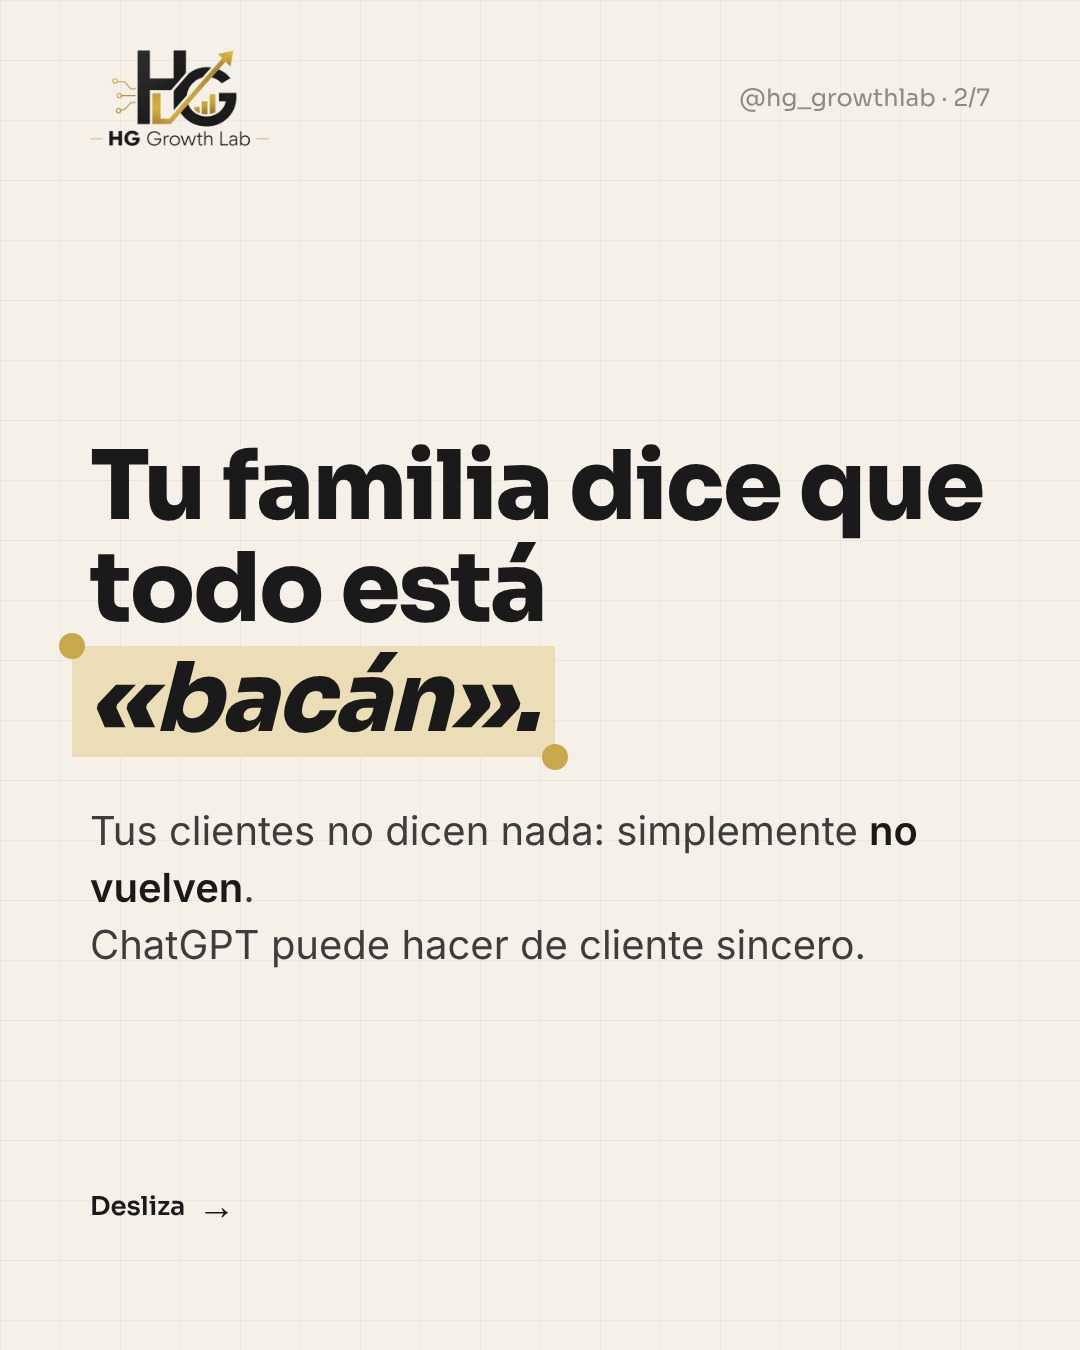 HG
HG Growth Lab
@hg_growthlab · 2/7
Tu familia dice que
todo está
«bacán».
Tus clientes no dicen nada: simplemente no
vuelven.
ChatGPT puede hacer de cliente sincero.
Desliza →